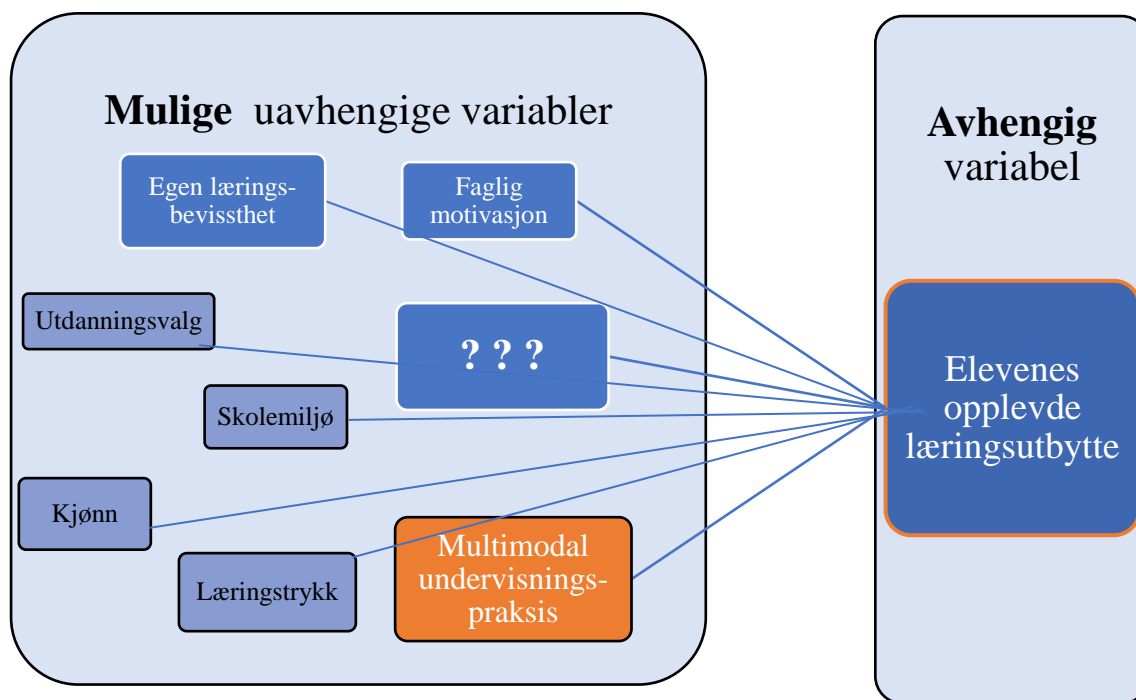 Mulige uavhengige variabler
Egen lærings-
bevissthet
Faglig
motivasjon
Utdanningsvalg
? ? ?
Skolemiljø
Kjønn
Læringstrykk
Multimodal
undervisnings-
praksis
Avhengig
variabel
Elevenes
opplevde
læringsutbytte